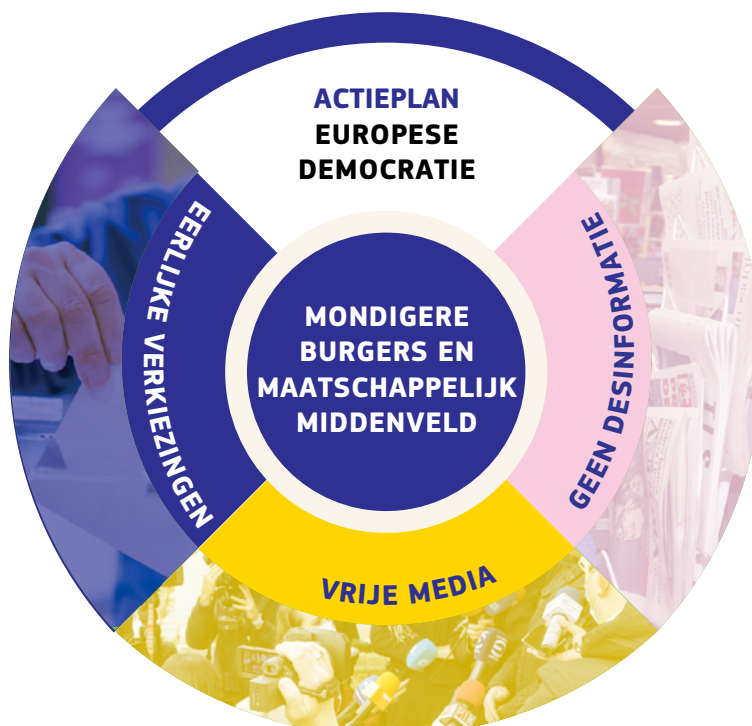 ACTIEPLAN
EUROPESE
DEMOCRATIE
EERLIJKE VERKIEZINGEN
MONDIGERE
BURGERS EN
MAATSCHAPPELIJK
MIDDENVELD
GEEN DESINFORMATIE
VRIJE MEDIA